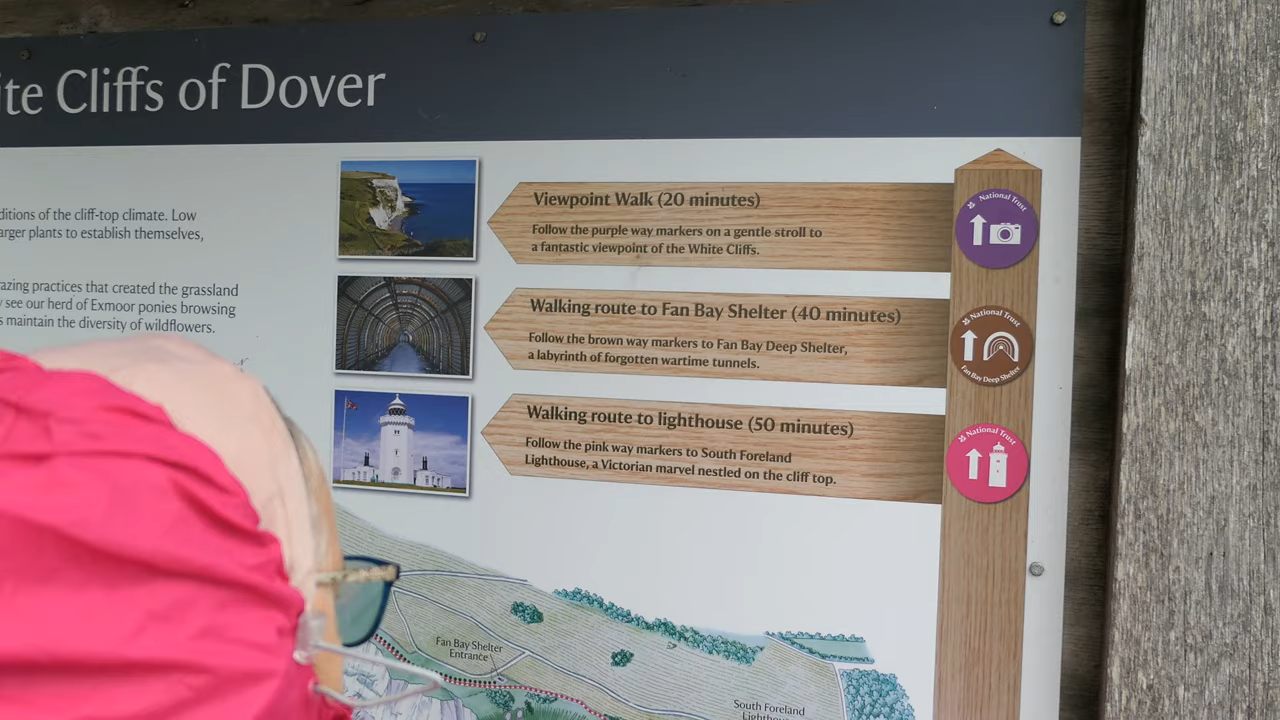 ite Cliffs of Dover
ditions of the cliff-top climate. Low
arger plants to establish themselves,
azing practices that created the grassland
y see our herd of Exmoor ponies browsing
s maintain the diversity of wildflowers.
Viewpoint Walk (20 minutes)
Follow the purple way markers on a gentle stroll to
a fantastic viewpoint of the White Cliffs.
National Trust
Walking route to Fan Bay Shelter (40 minutes)
Follow the brown way markers to Fan Bay Deep Shelter,
a labyrinth of forgotten wartime tunnels.
National Trust
Fan Bay Deep Shelter
Walking route to lighthouse (50 minutes)
Follow the pink way markers to South Foreland
Lighthouse, a Victorian marvel nestled on the cliff top.
National Trust
Fan Bay Shelter
Entrance
South Foreland
Lighthouse